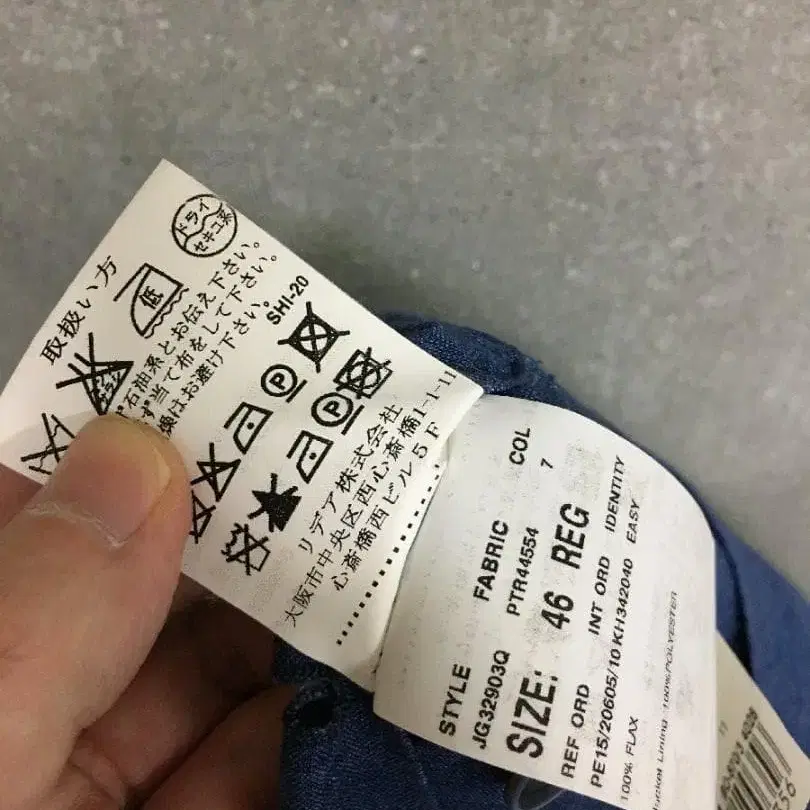 取扱い方
ドライ
セキユ系
低
石油系とお伝え下さい。
ず当て布をして下さい。
機はお避け下さい。
SHI-20
P
P
リデア株式会社
大阪市中央区西心斎橋1-1-11
心斎橋西ビル5F
STYLE FABRIC COL
JG32903Q PTR44554 7
SIZE: 46 REG
REF ORD INT ORD IDENTITY
PE15/20605/10 KH342040 EASY
100% FLAX
cket Lining 100%POLYESTER